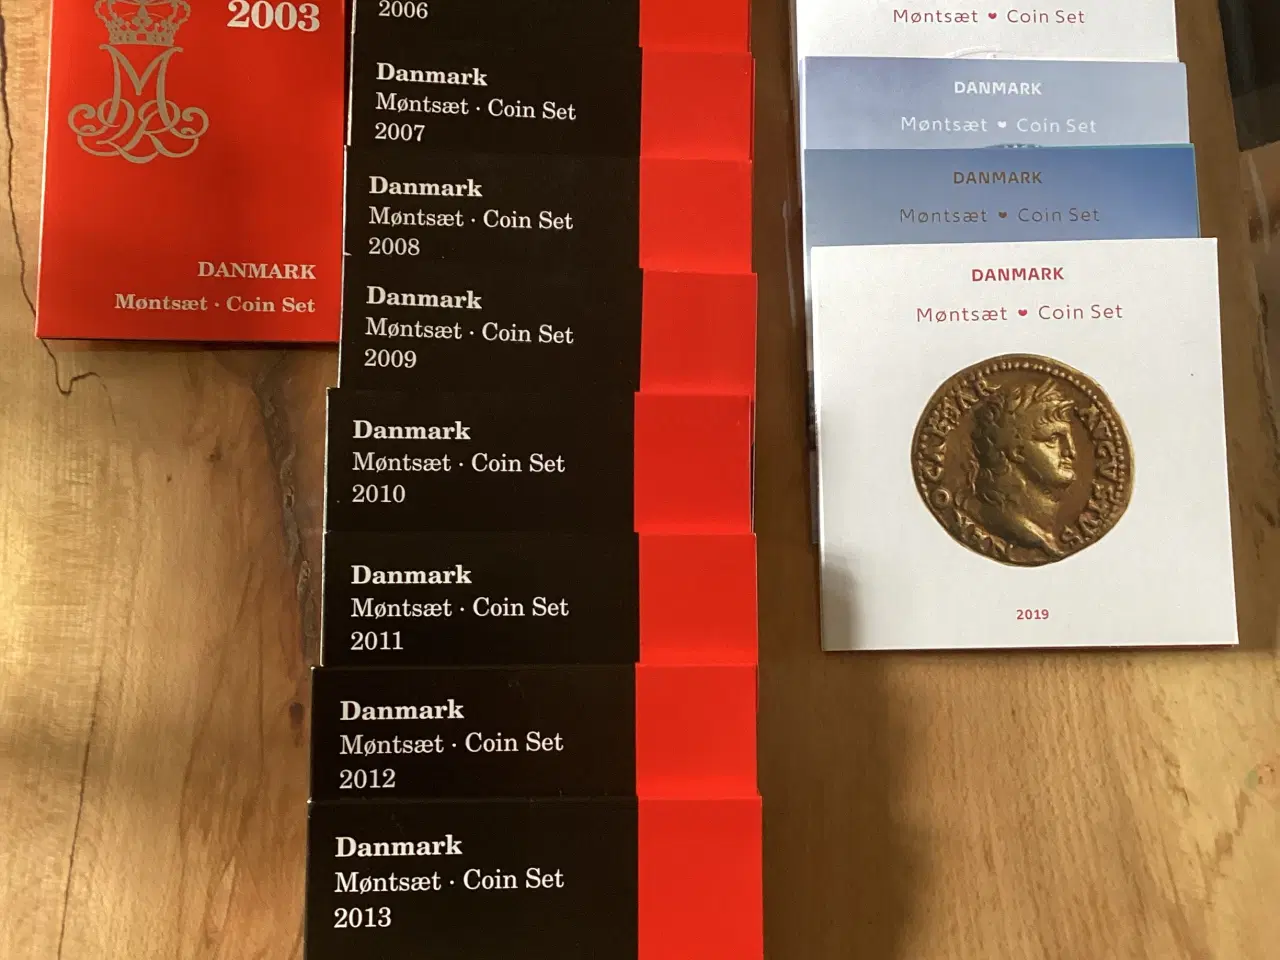 2003
DANMARK
Møntsæt · Coin Set
2006
Danmark
Møntsæt · Coin Set
2007
Danmark
Møntsæt · Coin Set
2008
Danmark
Møntsæt · Coin Set
2009
Danmark
Møntsæt · Coin Set
2010
Danmark
Møntsæt · Coin Set
2011
Danmark
Møntsæt · Coin Set
2012
Danmark
Møntsæt · Coin Set
2013
Møntsæt ♥ Coin Set
DANMARK
Møntsæt ♥ Coin Set
DANMARK
Møntsæt ♥ Coin Set
DANMARK
Møntsæt ♥ Coin Set
NERO CAESAR AVGVSTVS
2019